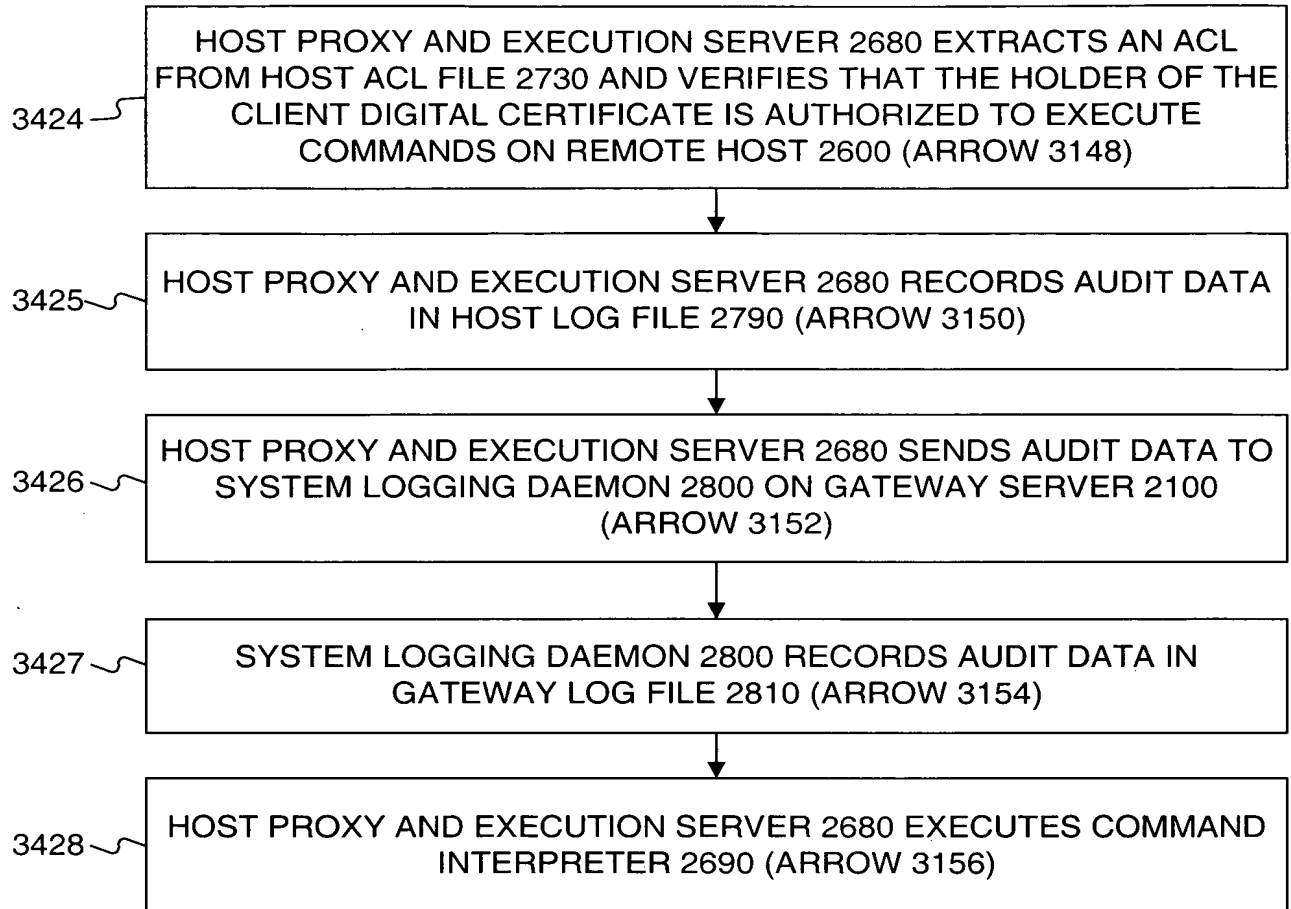 3424
HOST PROXY AND EXECUTION SERVER 2680 EXTRACTS AN ACL
FROM HOST ACL FILE 2730 AND VERIFIES THAT THE HOLDER OF THE
CLIENT DIGITAL CERTIFICATE IS AUTHORIZED TO EXECUTE
COMMANDS ON REMOTE HOST 2600 (ARROW 3148)
3425
HOST PROXY AND EXECUTION SERVER 2680 RECORDS AUDIT DATA
IN HOST LOG FILE 2790 (ARROW 3150)
3426
HOST PROXY AND EXECUTION SERVER 2680 SENDS AUDIT DATA TO
SYSTEM LOGGING DAEMON 2800 ON GATEWAY SERVER 2100
(ARROW 3152)
3427
SYSTEM LOGGING DAEMON 2800 RECORDS AUDIT DATA IN
GATEWAY LOG FILE 2810 (ARROW 3154)
3428
HOST PROXY AND EXECUTION SERVER 2680 EXECUTES COMMAND
INTERPRETER 2690 (ARROW 3156)